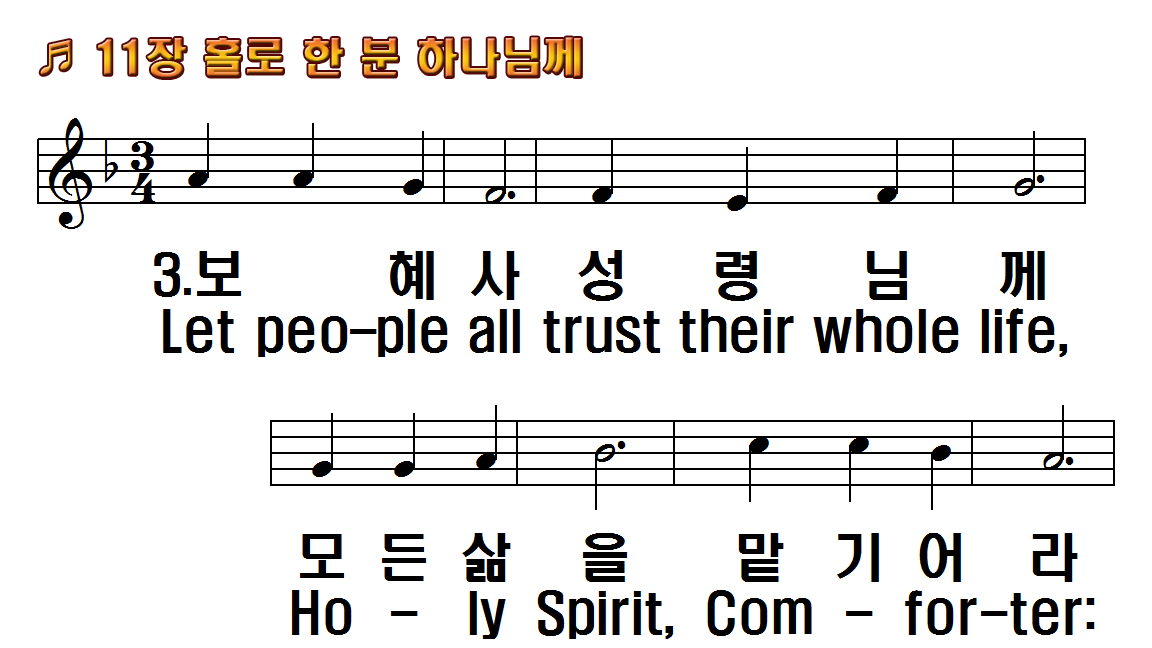 ♬ 11장 홀로 한 분 하나님께
3
4
3.보 혜 사 성 령 님 께
Let peo-ple all trust their whole life,
모 든 삶 을 맡 기 어 라
Ho - ly Spirit, Com - for-ter: